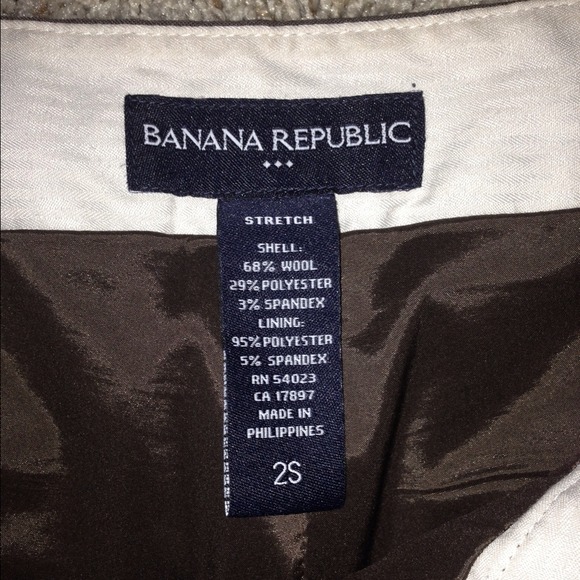 BANANA REPUBLIC
STRETCH
SHELL:
68% WOOL
29% POLYESTER
3% SPANDEX
LINING:
95% POLYESTER
5% SPANDEX
RN 54023
CA 17897
MADE IN
PHILIPPINES
2S